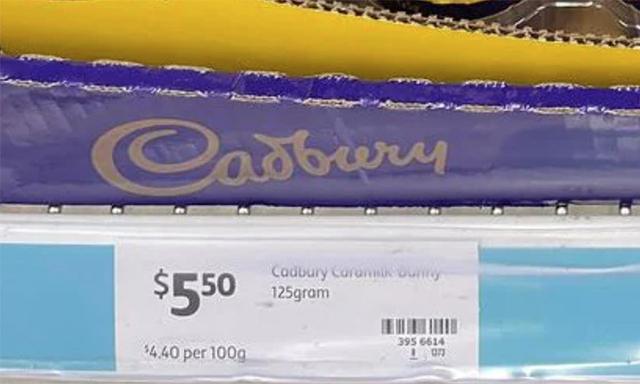 Cadbury
$5.50
Cadbury Caramilk Bunny
125gram
395 6614
$4.40 per 100g